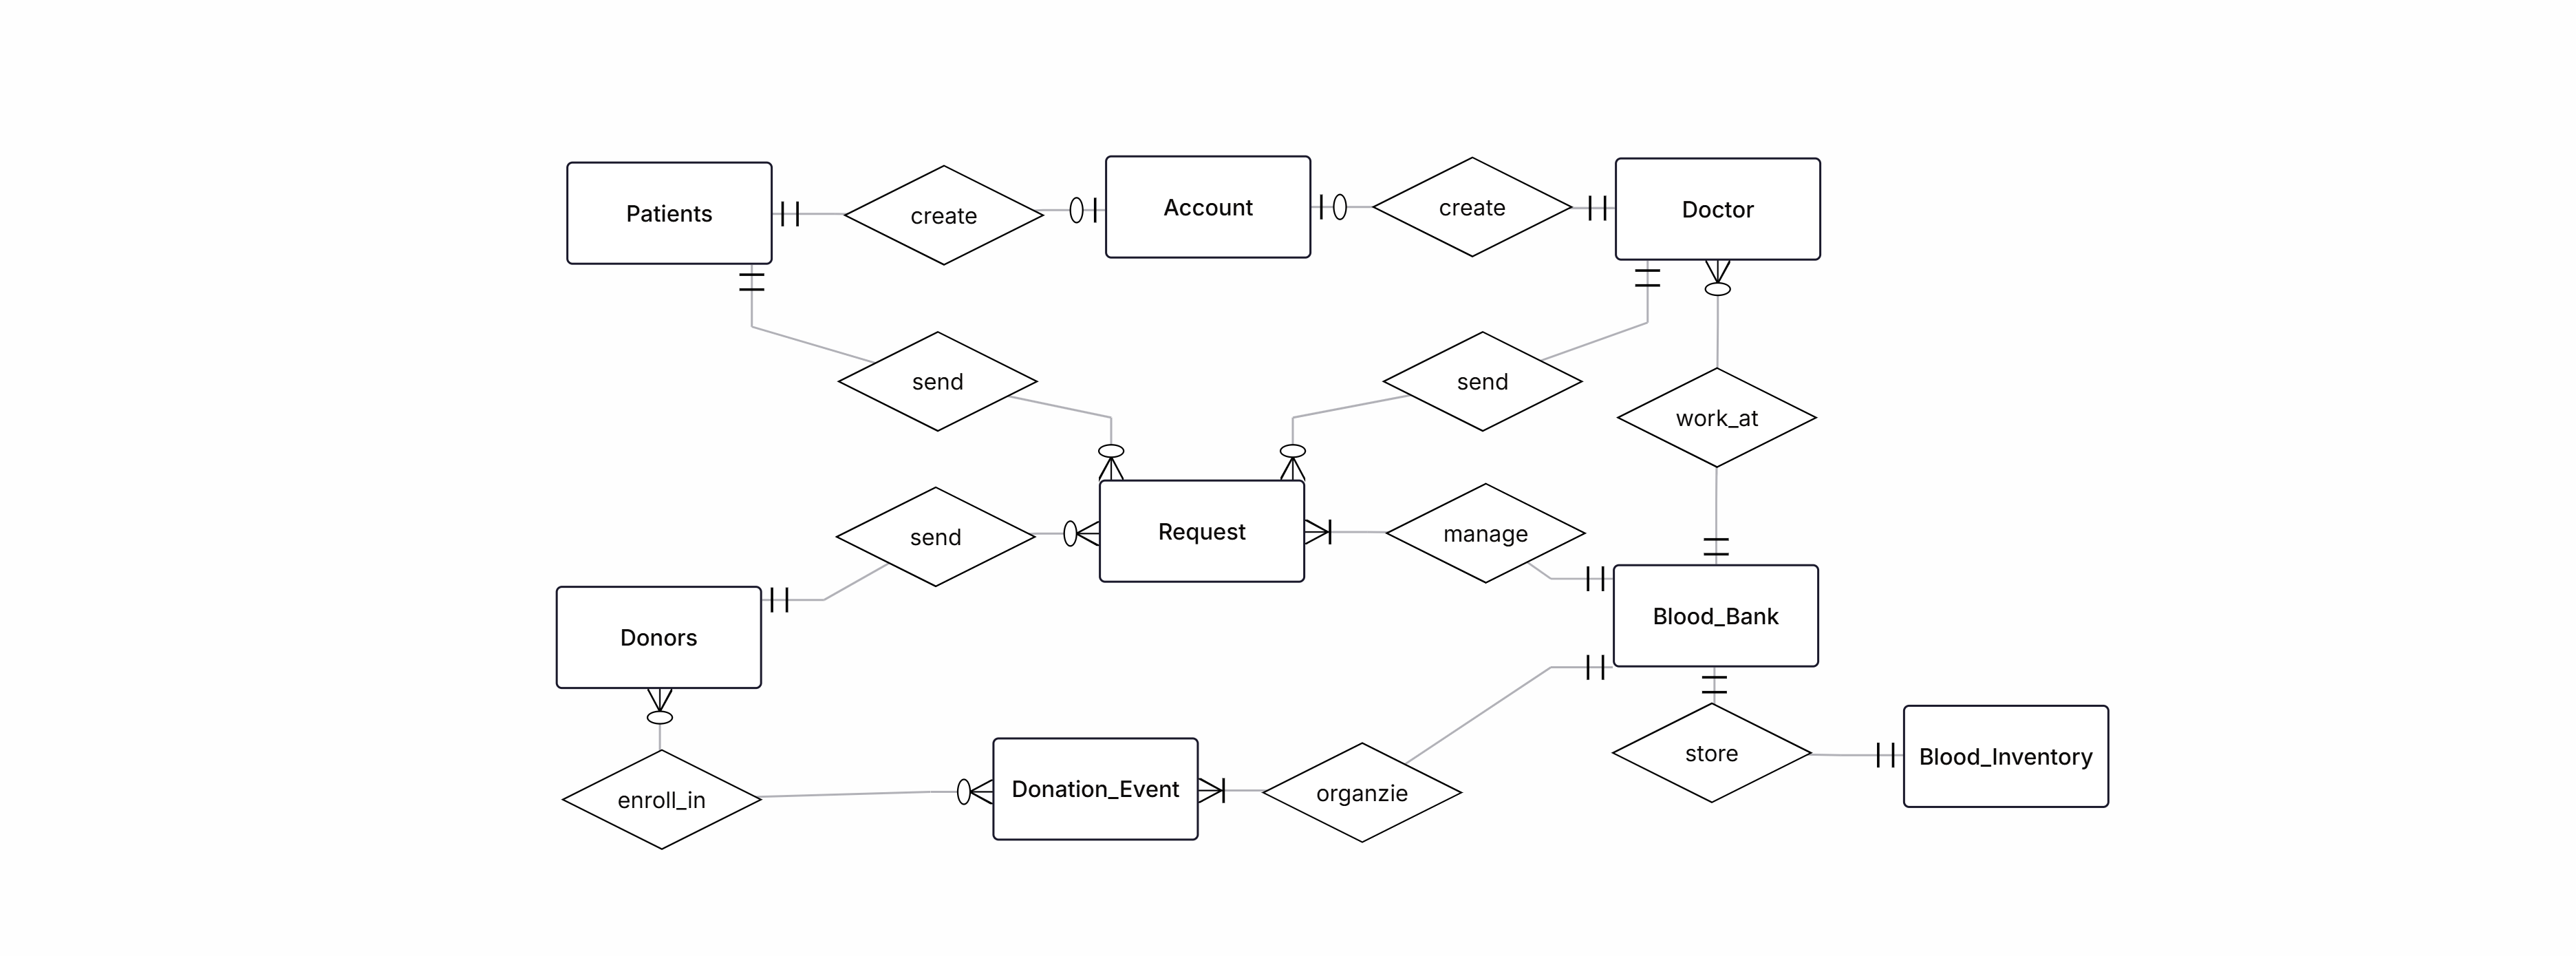 Patients
create
Account
create
Doctor
send
send
work_at
send
Request
manage
Donors
Blood_Bank
enroll_in
Donation_Event
organzie
store
Blood_Inventory